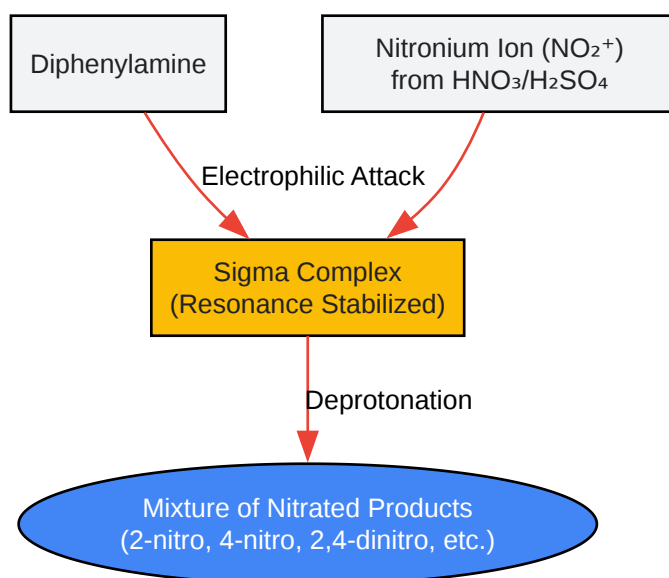 Diphenylamine
Nitronium Ion (NO₂⁺)
from HNO₃/H₂SO₄
Electrophilic Attack
Sigma Complex
(Resonance Stabilized)
Deprotonation
Mixture of Nitrated Products
(2-nitro, 4-nitro, 2,4-dinitro, etc.)